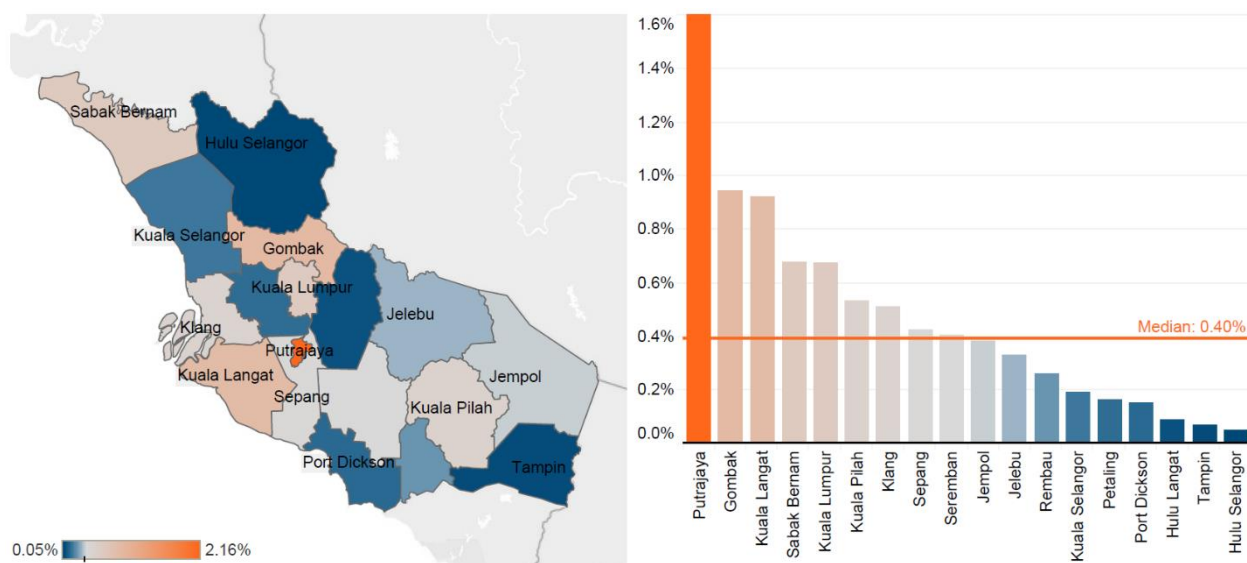 Sabak Bernam
Hulu Selangor
Kuala Selangor
Gombak
Kuala Lumpur
Jelebu
Klang
Putrajaya
Kuala Langat
Sepang
Jempol
Kuala Pilah
Port Dickson
Tampin
0.05%
2.16%
1.6%
1.4%
1.2%
1.0%
0.8%
0.6%
0.4%
0.2%
0.0%
Median: 0.40%
Putrajaya
Gombak
Kuala Langat
Sabak Bernam
Kuala Lumpur
Kuala Pilah
Klang
Sepang
Seremban
Jempol
Jelebu
Rembau
Kuala Selangor
Petaling
Port Dickson
Hulu Langat
Tampin
Hulu Selangor